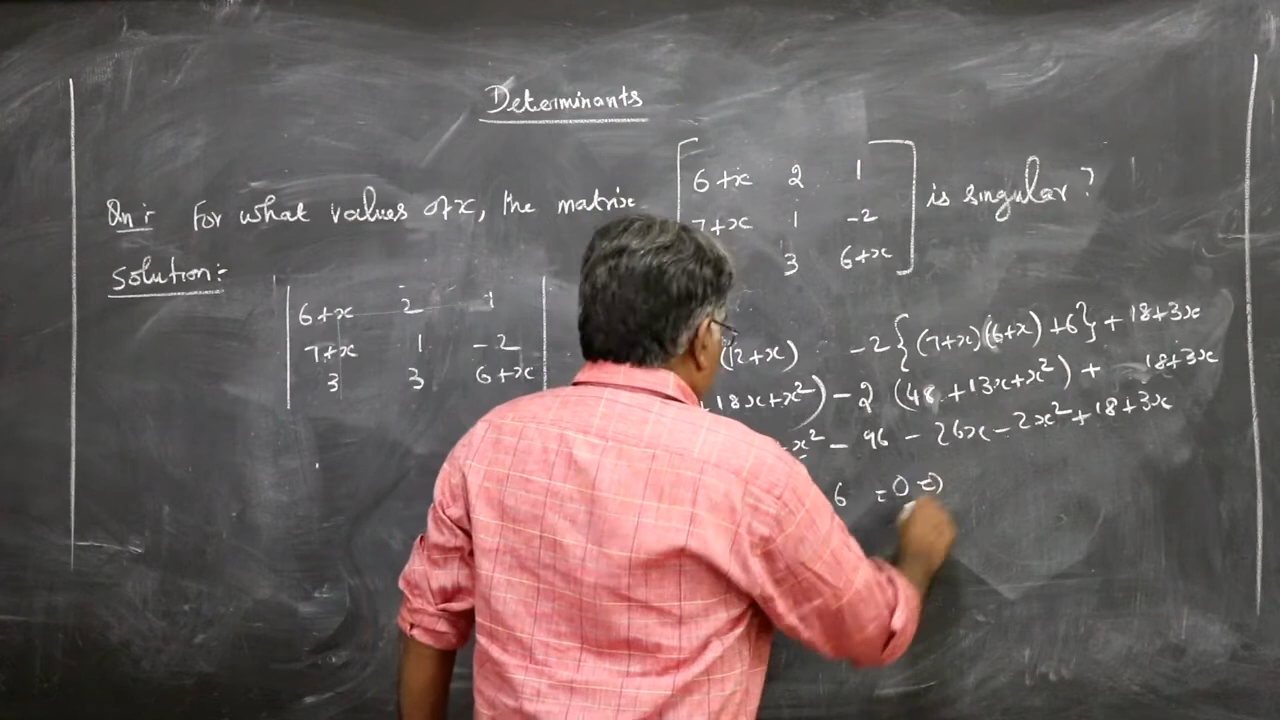 Determinants
Qn :- For what values of x, the matrix [ 6+x 2 1 is singular ?
7+x 1 -2
3 6+x ]
Solution:-
| 6+x 2 1 |
7+x 1 -2
3 3 6+x
(12+x) -2{(7+x)(6+x)+6} + 18+3x
18x+x²) - 2 (48+13x+x²) + 18+3x
x² - 96 - 26x - 2x² + 18+3x
6 = 0 ⇒